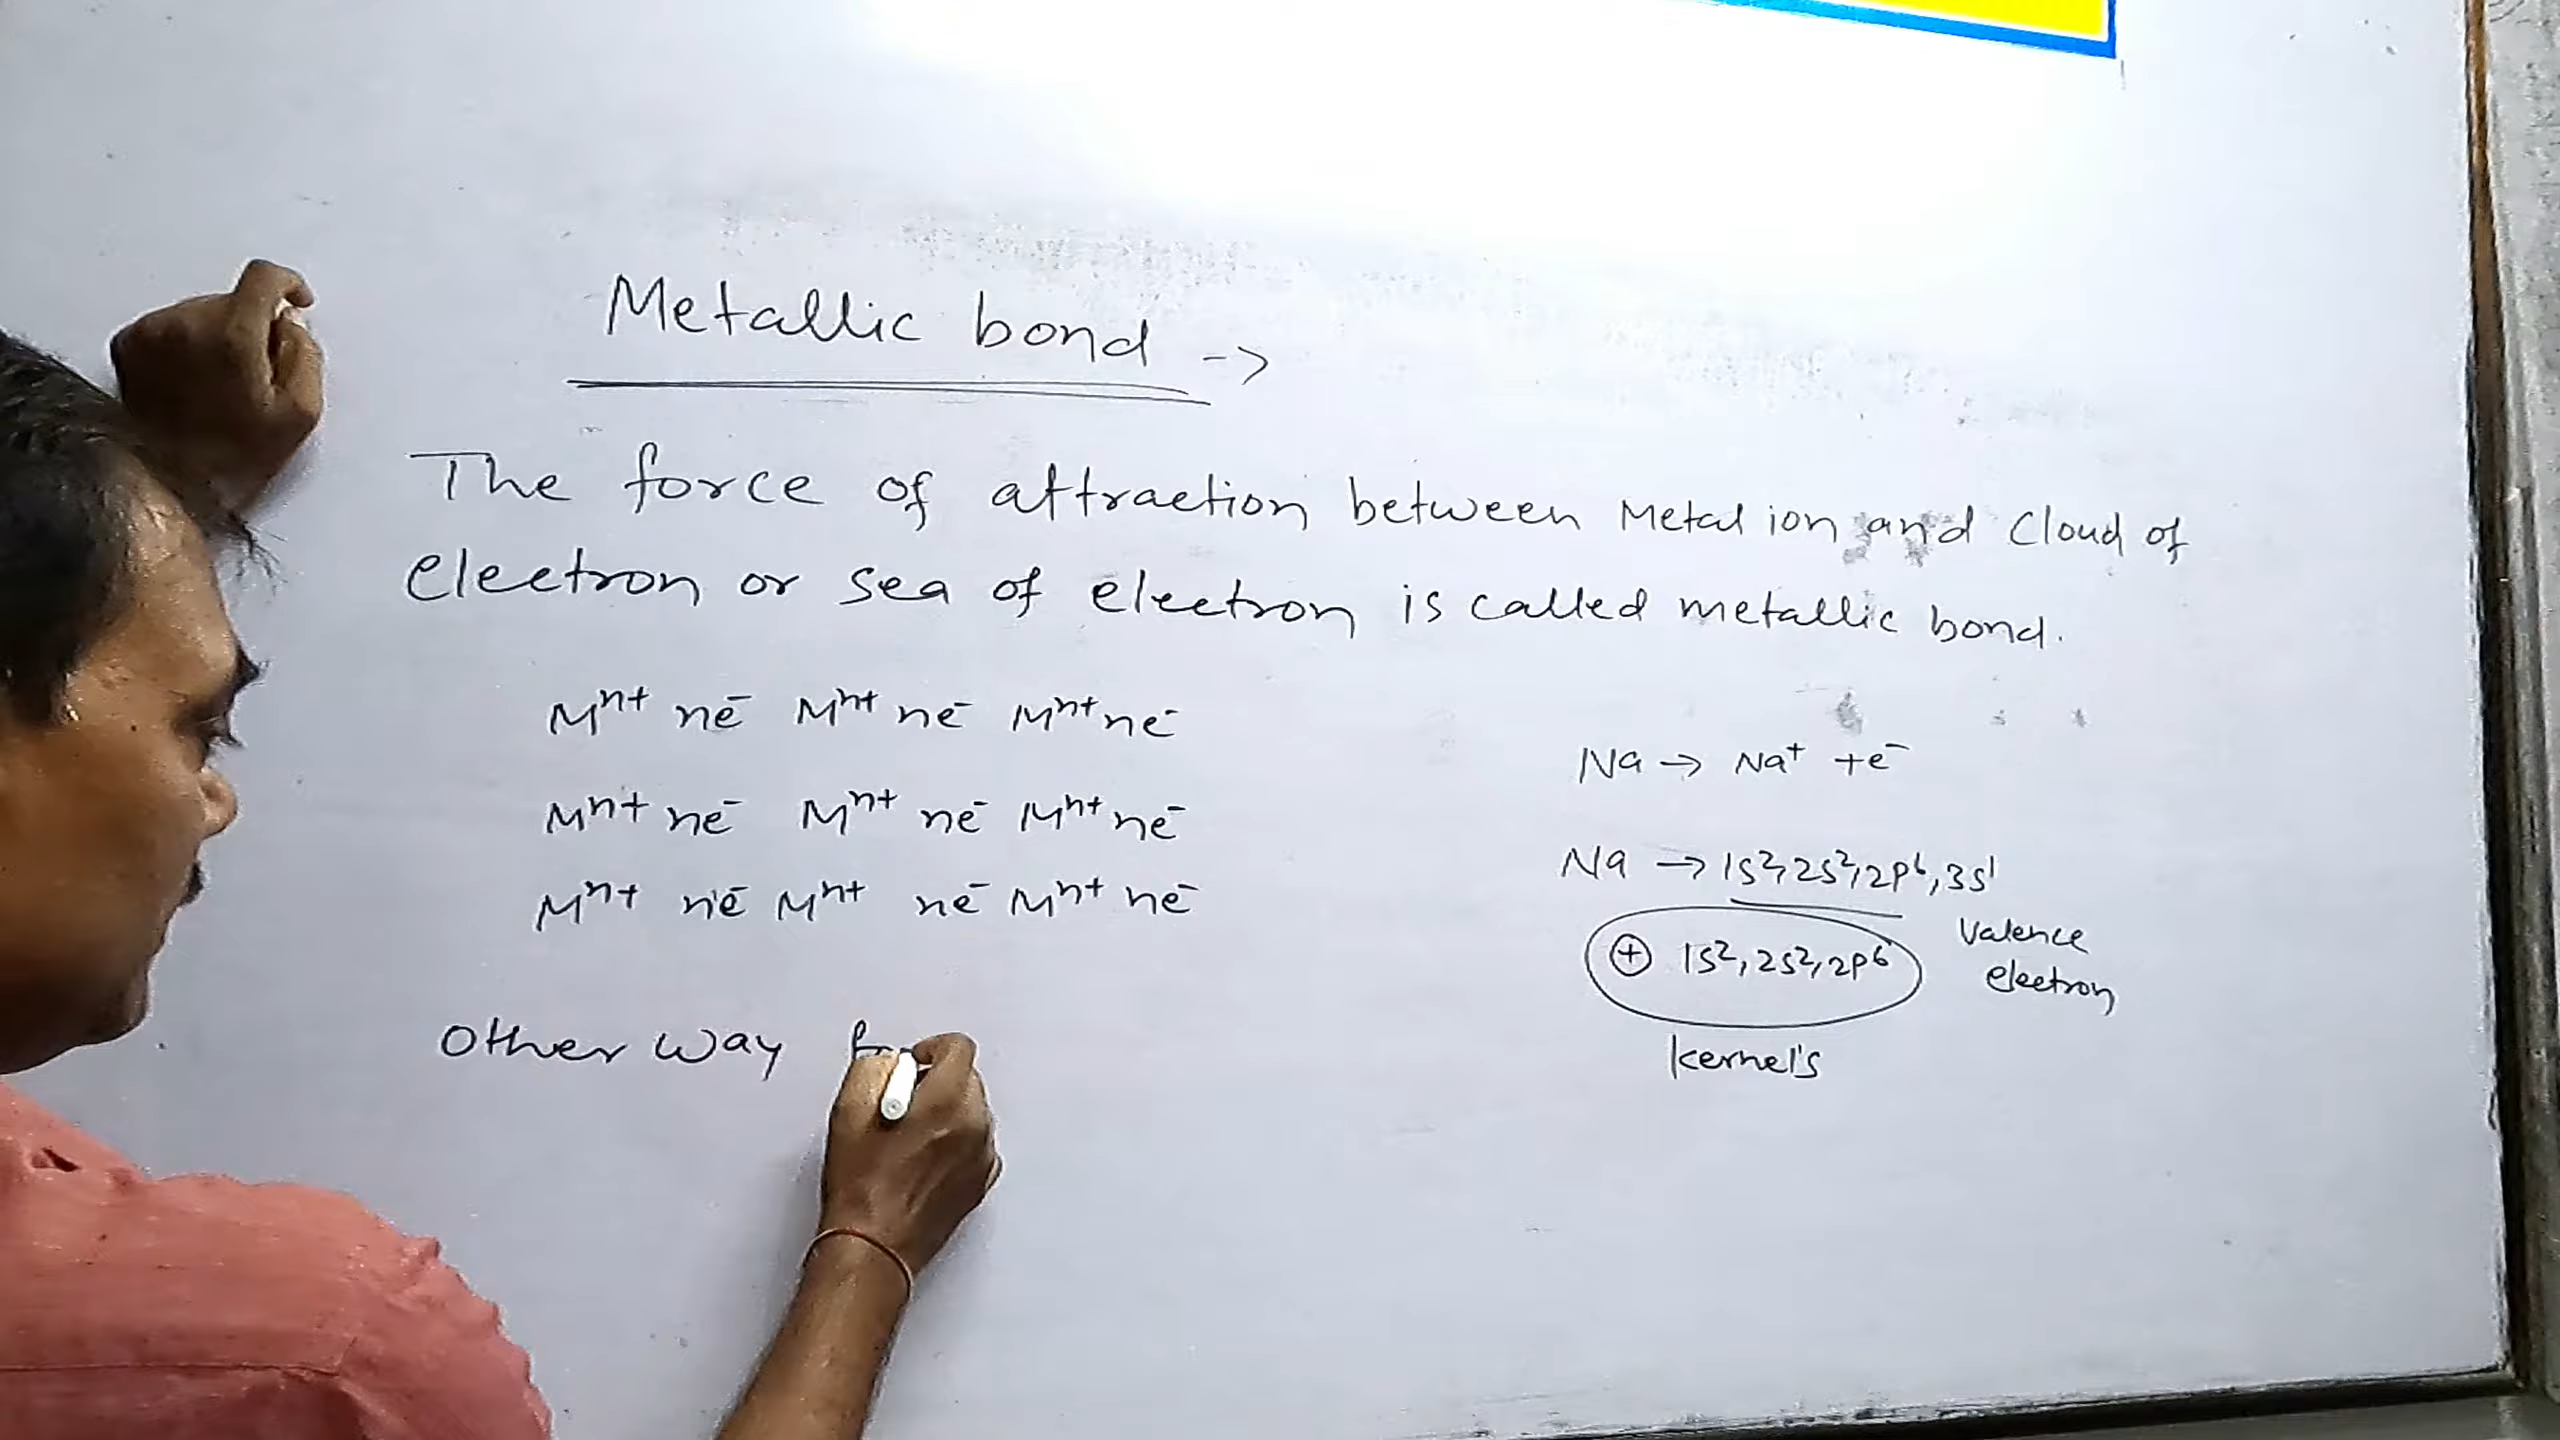 Metallic bond ->
The force of attraction between Metal ion and Cloud of
electron or sea of electron is called metallic bond.
Mⁿ⁺ ne⁻ Mⁿ⁺ ne⁻ Mⁿ⁺ ne⁻
Mⁿ⁺ ne⁻ Mⁿ⁺ ne⁻ Mⁿ⁺ ne⁻
Mⁿ⁺ ne⁻ Mⁿ⁺ ne⁻ Mⁿ⁺ ne⁻
Other way
Na → Na⁺ +e⁻
Na → 1s²,2s²,2p⁶,3s¹
Valence
electron
⊕ 1s²,2s²,2p⁶
kernel's